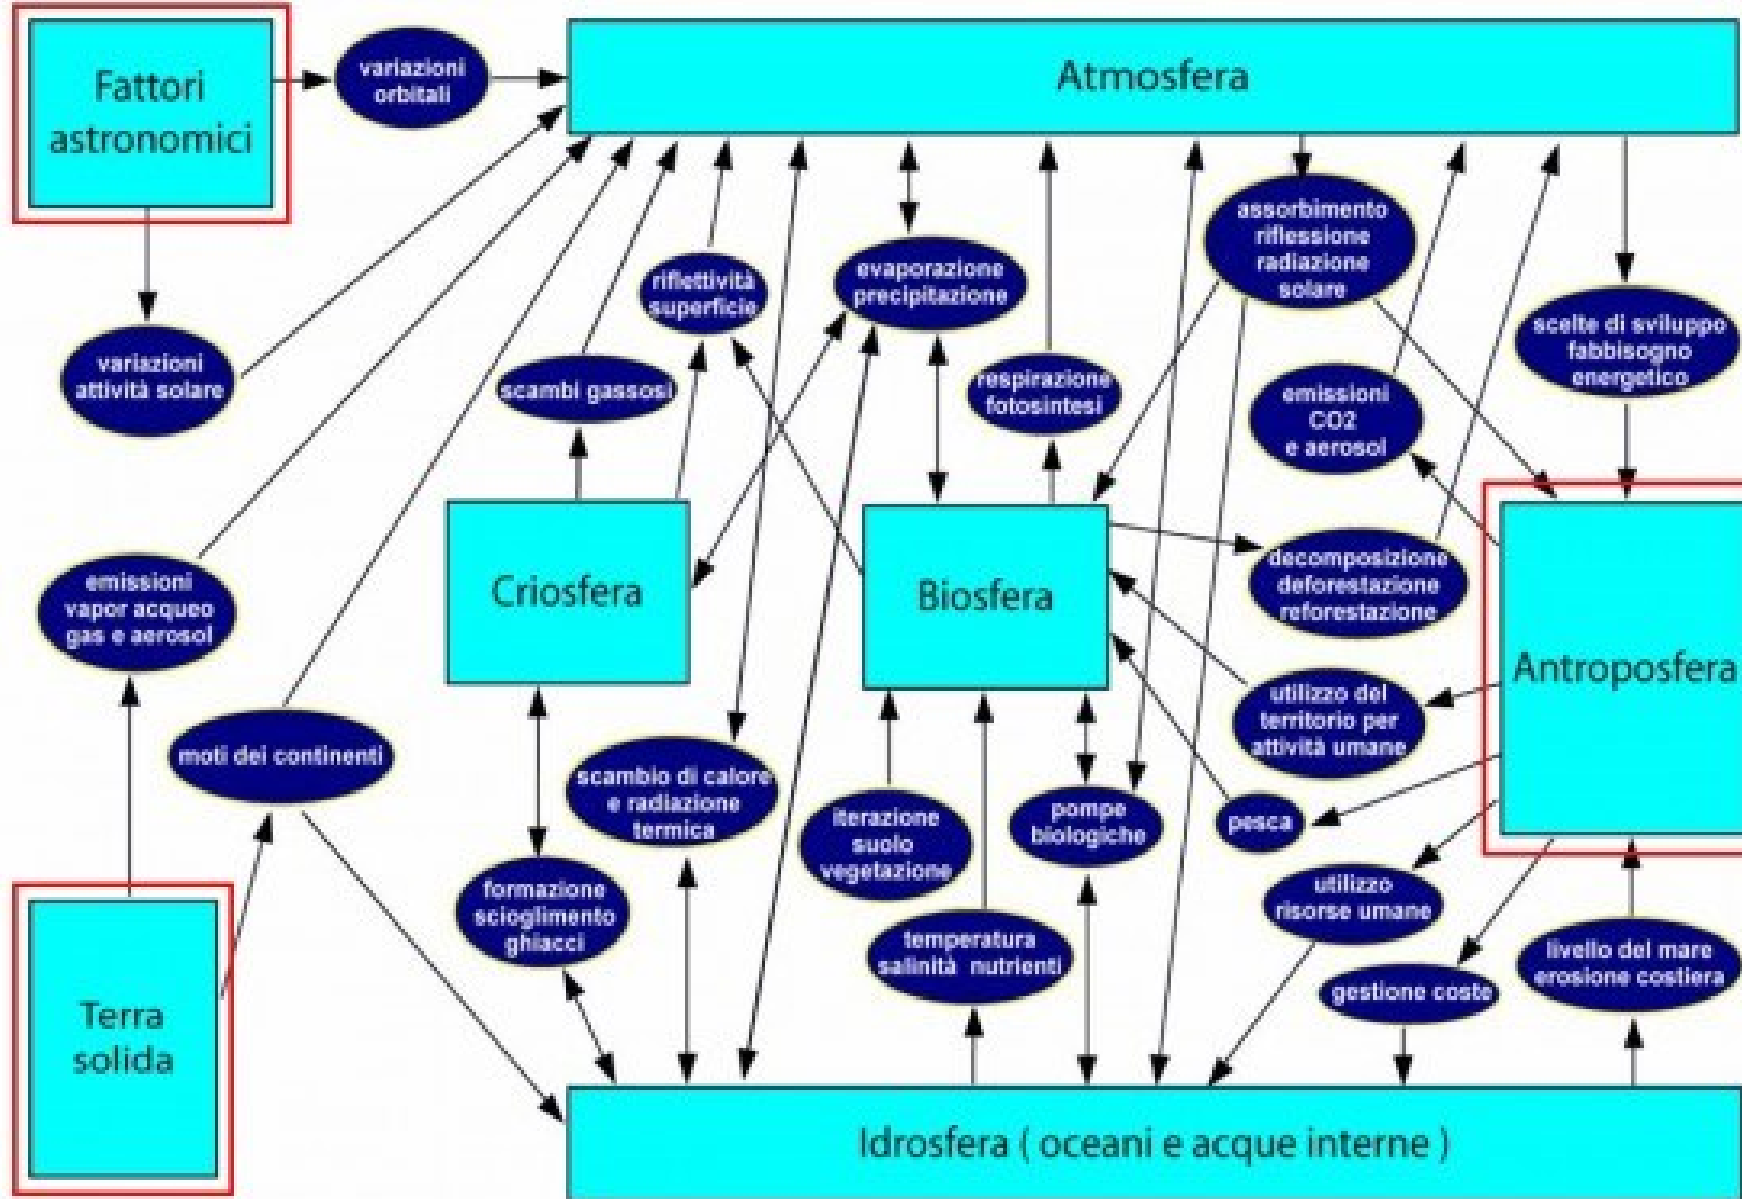 Fattori
astronomici
variazioni
orbitali
Atmosfera
variazioni
attività solare
riflettività
superficie
evaporazione
precipitazione
assorbimento
riflessione
radiazione
solare
scelte di sviluppo
fabbisogno
energetico
scambi gassosi
respirazione
fotosintesi
emissioni
CO2
e aerosol
emissioni
vapor acqueo
gas e aerosol
Criosfera
Biosfera
decomposizione
deforestazione
reforestazione
Antroposfera
moti dei continenti
scambio di calore
e radiazione
termica
iterazione
suolo
vegetazione
pompe
biologiche
utilizzo del
territorio per
attività umane
pesca
formazione
scioglimento
ghiacci
temperatura
salinità nutrienti
utilizzo
risorse umane
gestione coste
livello del mare
erosione costiera
Terra
solida
Idrosfera ( oceani e acque interne )